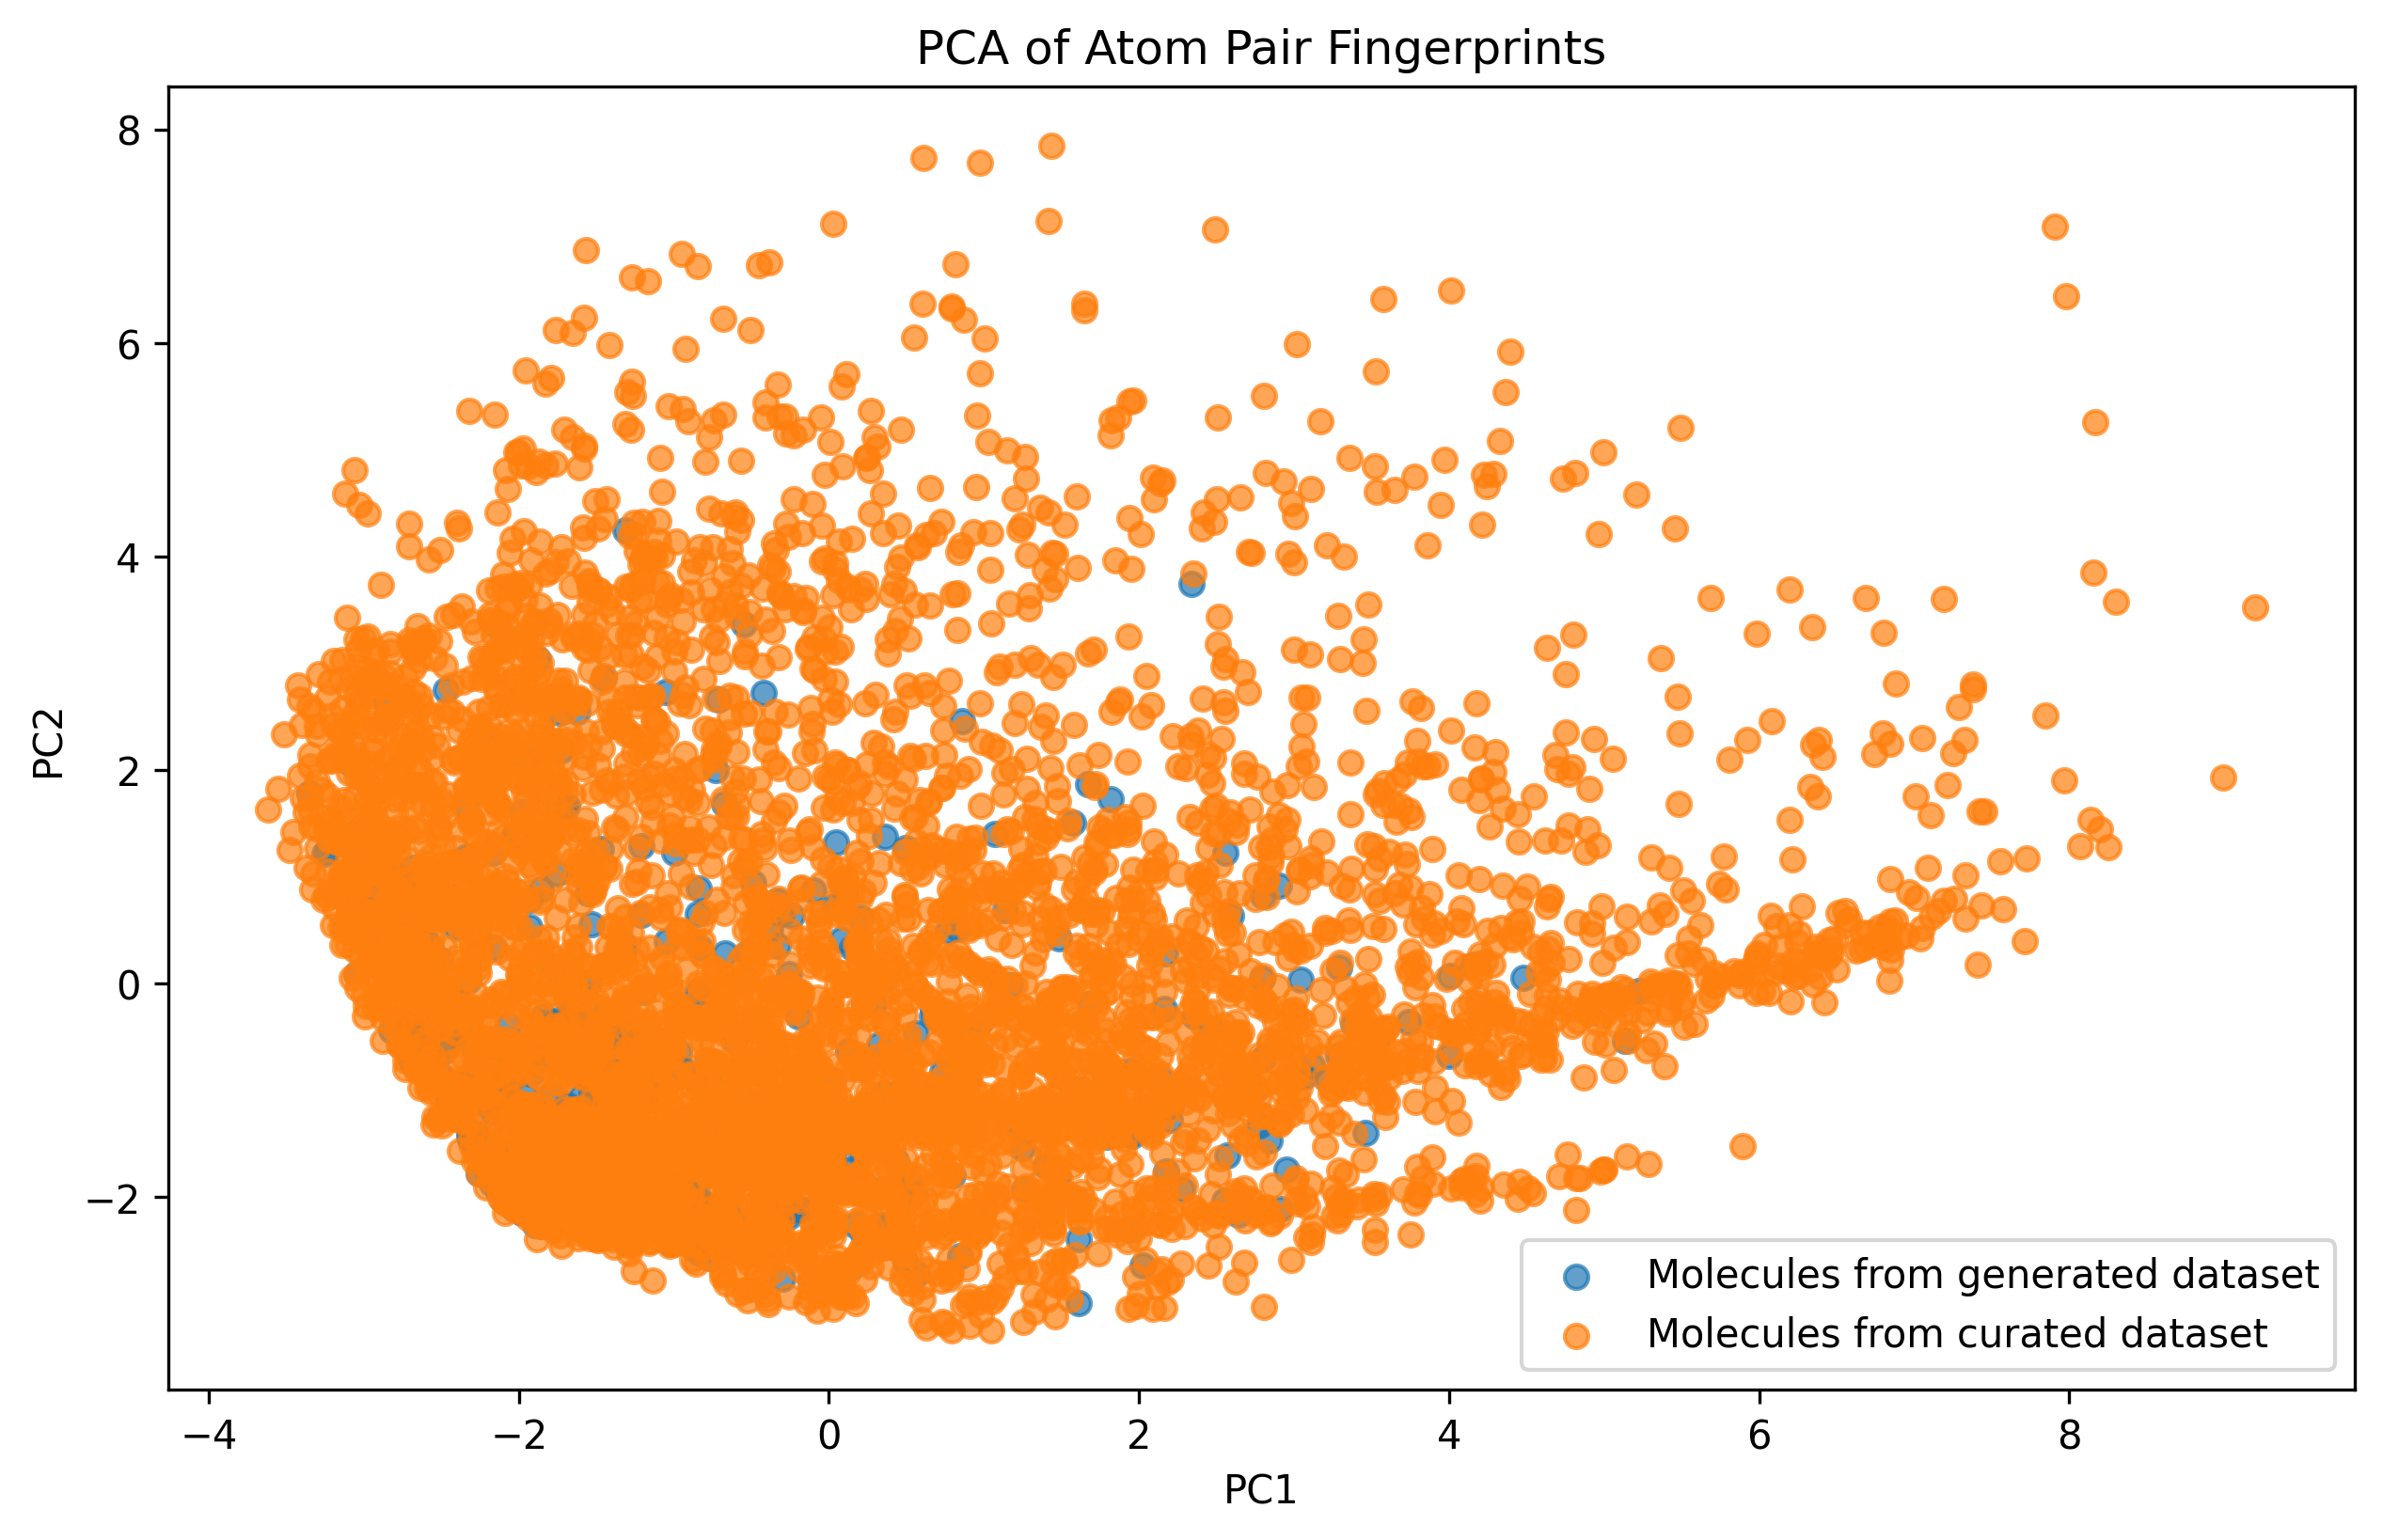 PCA of Atom Pair Fingerprints
8
6
4
2
0
−2
PC2
−4 −2 0 2 4 6 8
PC1
Molecules from generated dataset
Molecules from curated dataset